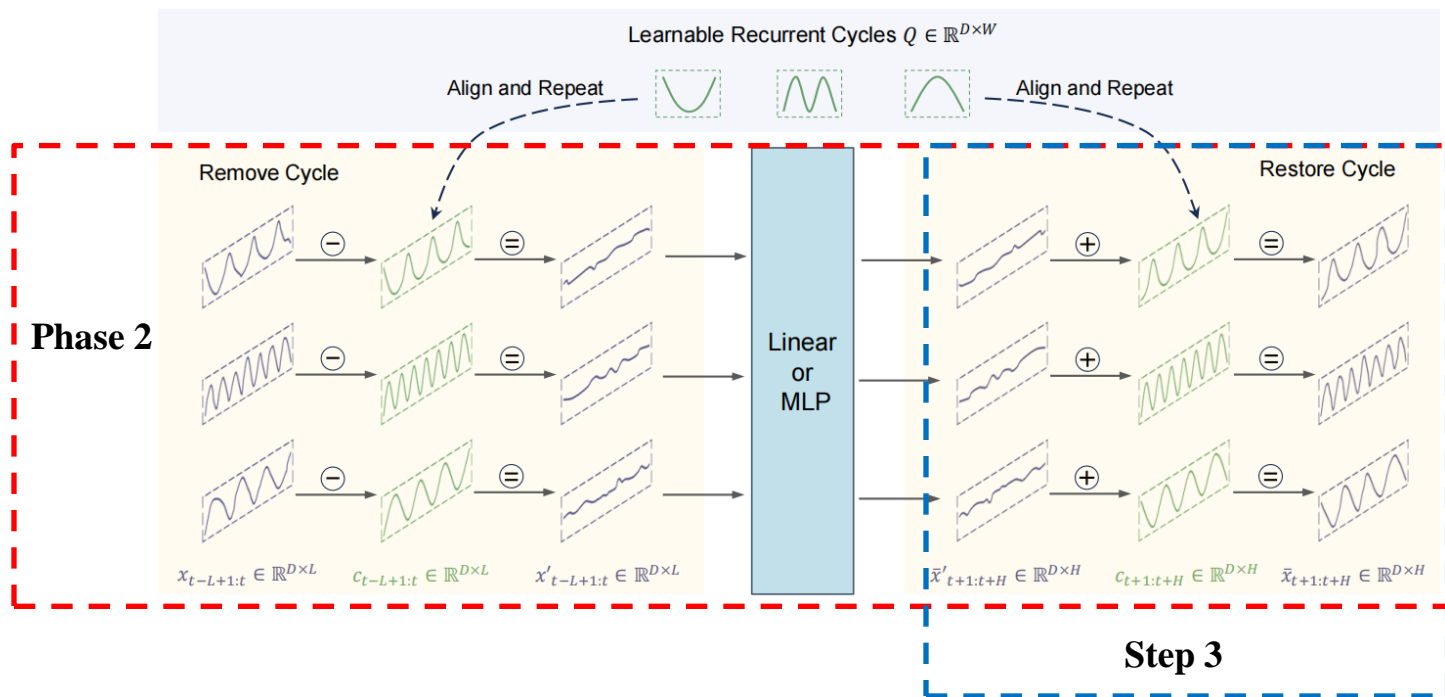 Learnable Recurrent Cycles Q ∈ ℝ^{D×W}
Align and Repeat
Align and Repeat
Remove Cycle
Restore Cycle
− = + =
Phase 2
− = + =
Linear
or
MLP
− = + =
x_{t−L+1:t} ∈ ℝ^{D×L}
c_{t−L+1:t} ∈ ℝ^{D×L}
x′_{t−L+1:t} ∈ ℝ^{D×L}
x̄′_{t+1:t+H} ∈ ℝ^{D×H}
c_{t+1:t+H} ∈ ℝ^{D×H}
x̄_{t+1:t+H} ∈ ℝ^{D×H}
Step 3